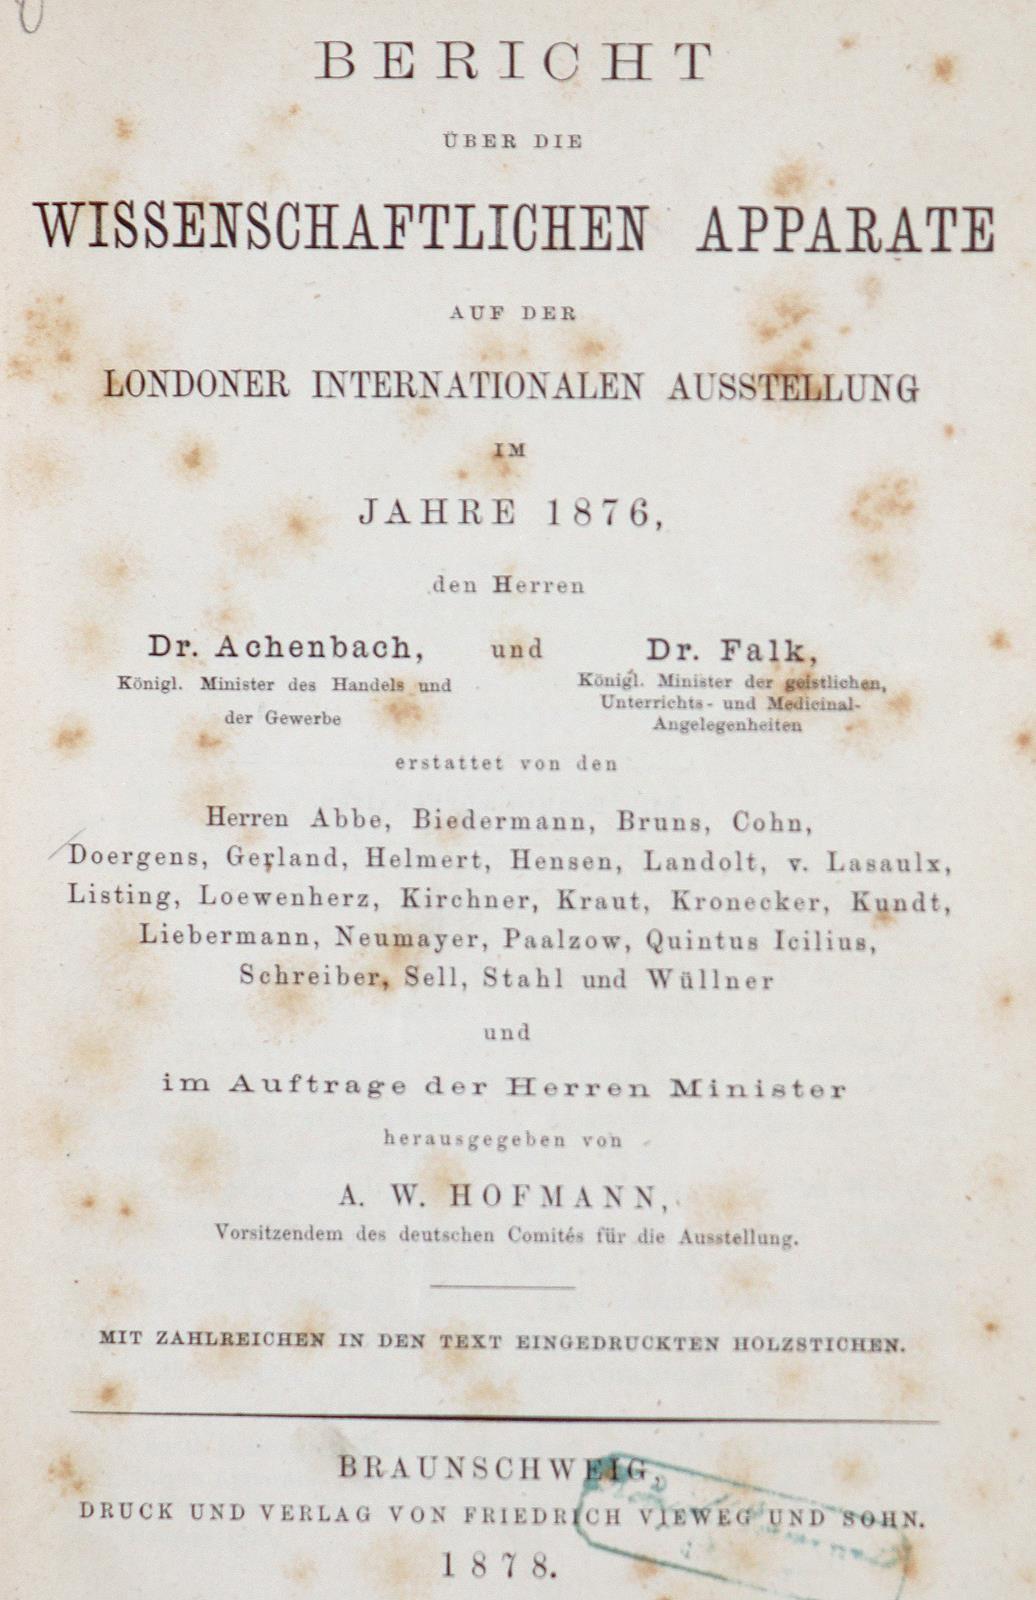 BERICHT
ÜBER DIE
WISSENSCHAFTLICHEN APPARATE
AUF DER
LONDONER INTERNATIONALEN AUSSTELLUNG
IM
JAHRE 1876,
den Herren
Dr. Achenbach, und Dr. Falk,
Königl. Minister des Handels und
der Gewerbe
Königl. Minister der geistlichen,
Unterrichts- und Medicinal-
Angelegenheiten
erstattet von den
Herren Abbe, Biedermann, Bruns, Cohn,
Doergens, Gerland, Helmert, Hensen, Landolt, v. Lasaulx,
Listing, Loewenherz, Kirchner, Kraut, Kronecker, Kundt,
Liebermann, Neumayer, Paalzow, Quintus Icilius,
Schreiber, Sell, Stahl und Wüllner
und
im Auftrage der Herren Minister
herausgegeben von
A. W. HOFMANN,
Vorsitzendem des deutschen Comités für die Ausstellung.
MIT ZAHLREICHEN IN DEN TEXT EINGEDRUCKTEN HOLZSTICHEN.
BRAUNSCHWEIG,
DRUCK UND VERLAG VON FRIEDRICH VIEWEG UND SOHN.
1878.